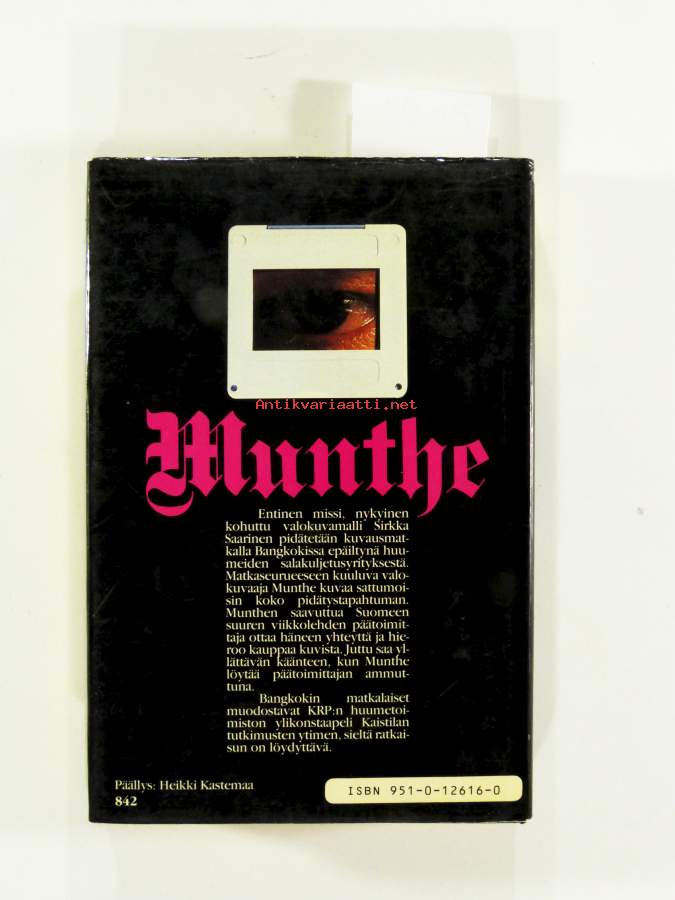 Antikvariaatti.net
Munthe
Entinen missi, nykyinen
kohuttu valokuvamalli Sirkka
Saarinen pidätetään kuvausmat-
kalla Bangkokissa epäiltynä huu-
meiden salakuljetusyrityksestä.
Matkaseurueeseen kuuluva valo-
kuvaaja Munthe kuvaa sattumoi-
sin koko pidätystapahtuman.
Munthen saavuttua Suomeen
suuren viikkolehden päätoimit-
taja ottaa häneen yhteyttä ja hie-
roo kauppaa kuvista. Juttu saa yl-
lättävän käänteen, kun Munthe
löytää päätoimittajan ammut-
tuna.
Bangkokin matkalaiset
muodostavat KRP:n huumetoi-
miston ylikonstaapeli Kaistilan
tutkimusten ytimen, sieltä ratkai-
sun on löydyttävä.
Päällys: Heikki Kastemaa
842
ISBN 951-0-12616-0